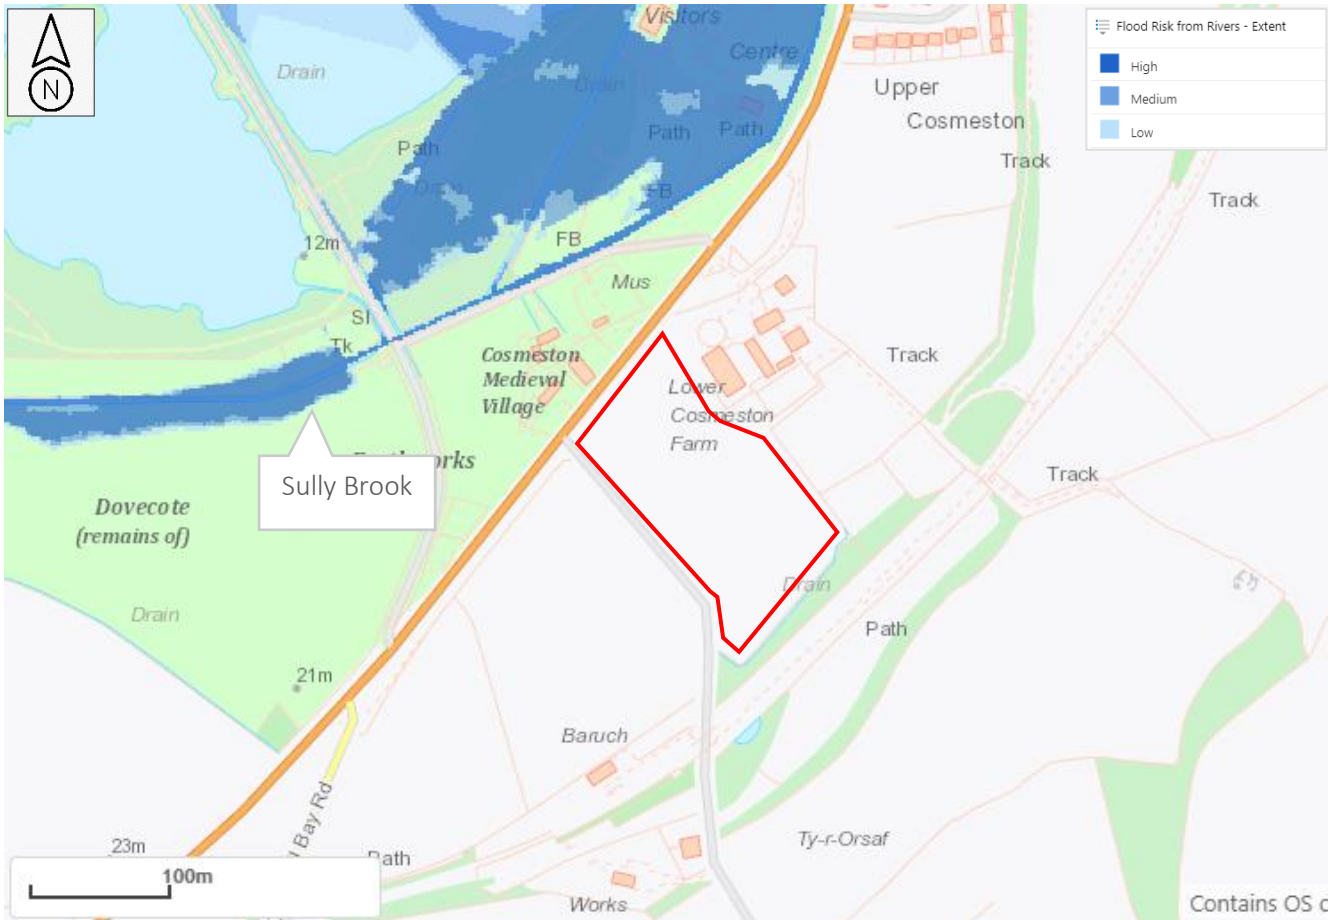 N
Visitors
Centre
Drain
Drain
Path
Path
Path
FB
FB
12m
Mus
Sl
Tk
Cosmeston
Medieval
Village
Sully Brook
Dovecote
(remains of)
Drain
21m
23m
Bay Rd
Path
100m
Flood Risk from Rivers - Extent
High
Medium
Low
Upper
Cosmeston
Track
Track
Track
Track
Lower
Cosmeston
Farm
Drain
Path
Baruch
Ty-r-Orsaf
Works
Contains OS